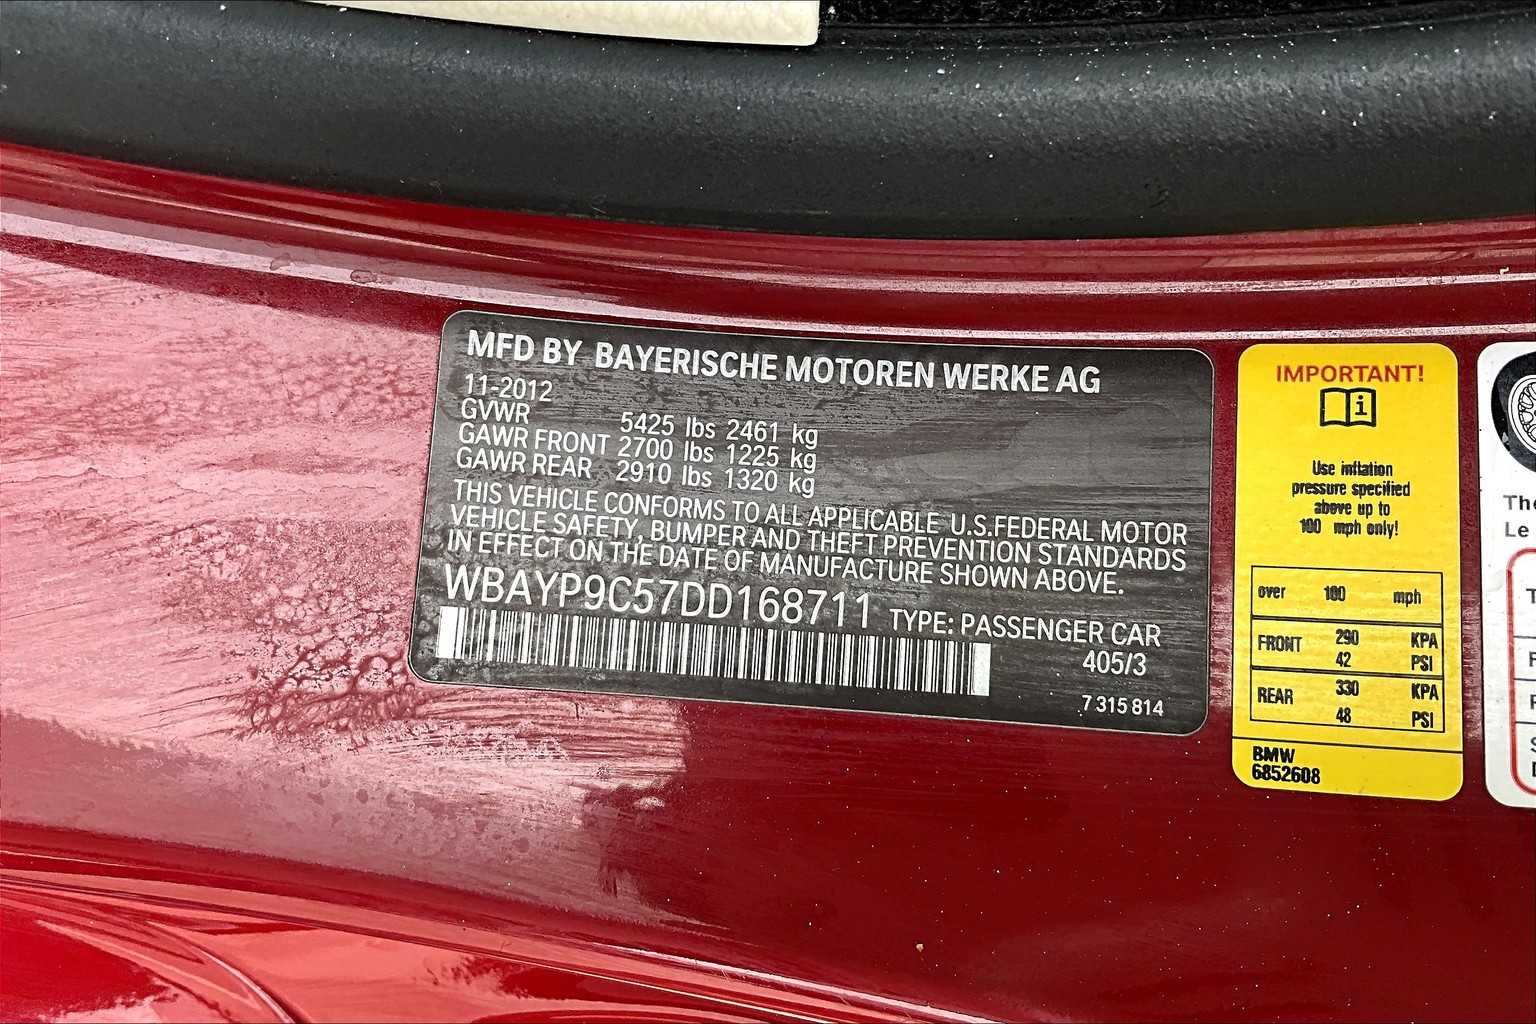 MFD BY BAYERISCHE MOTOREN WERKE AG
11-2012
GVWR 5425 lbs 2461 kg
GAWR FRONT 2700 lbs 1225 kg
GAWR REAR 2910 lbs 1320 kg
THIS VEHICLE CONFORMS TO ALL APPLICABLE U.S.FEDERAL MOTOR
VEHICLE SAFETY, BUMPER AND THEFT PREVENTION STANDARDS
IN EFFECT ON THE DATE OF MANUFACTURE SHOWN ABOVE.
WBAYP9C57DD168711 TYPE: PASSENGER CAR
405/3
7 315 814
IMPORTANT!
i
Use inflation
pressure specified
above up to
100 mph only!
over 100 mph
FRONT 290 KPA
42 PSI
REAR 330 KPA
48 PSI
BMW
6852608
Le